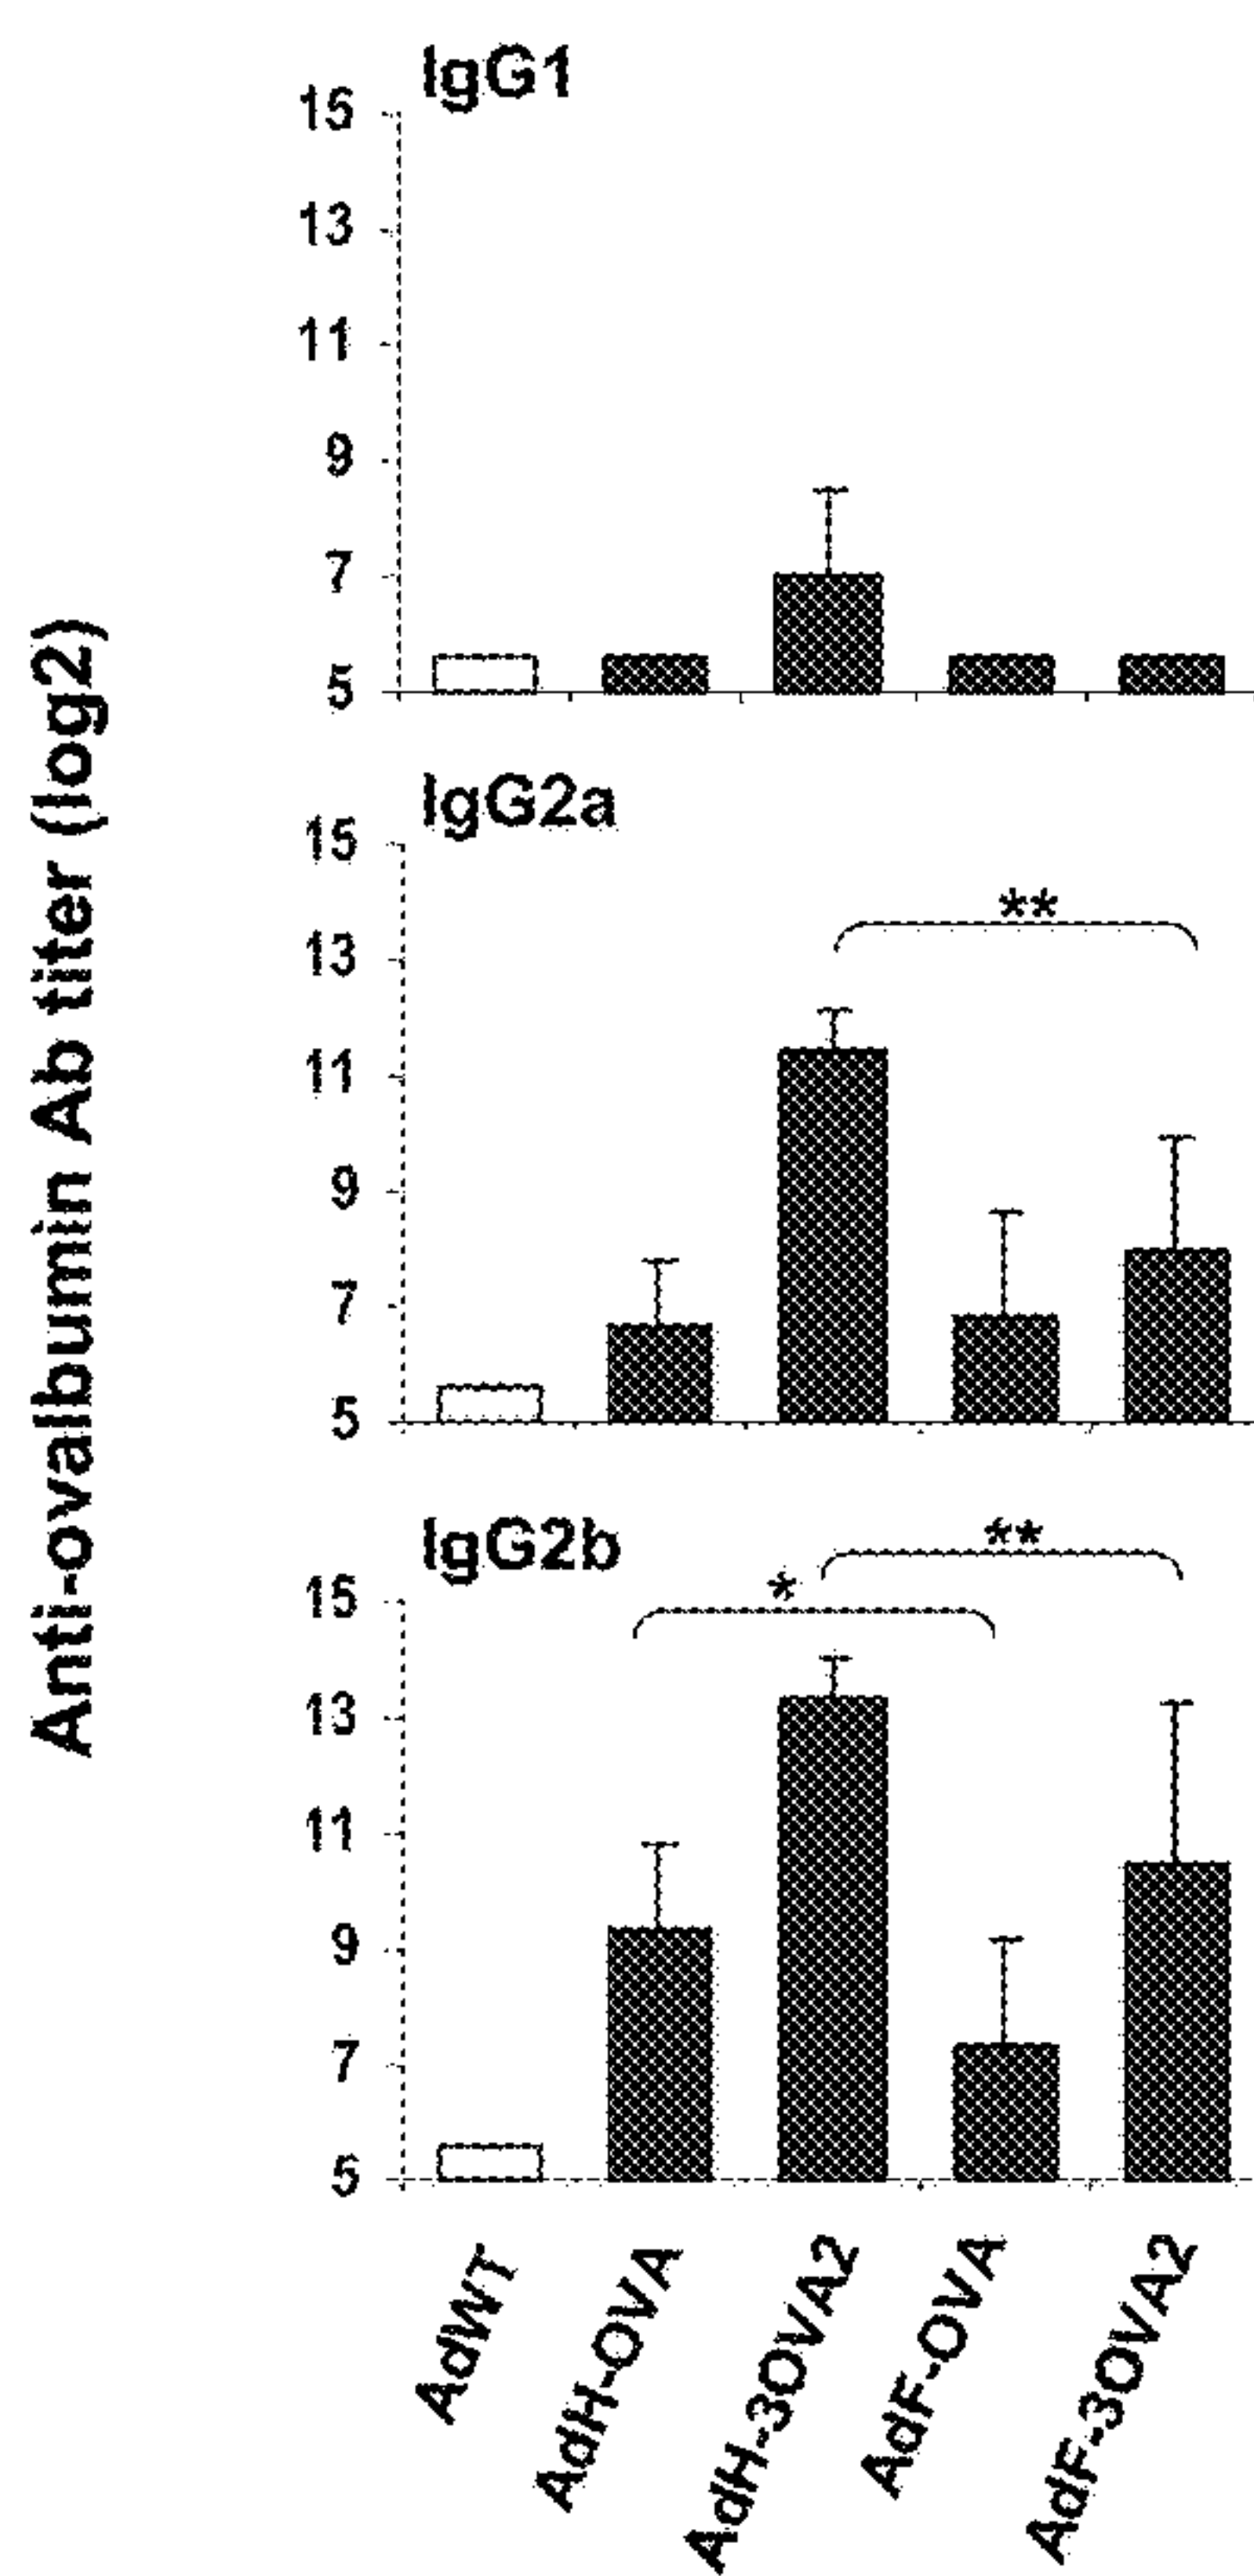 Anti-ovalbumin Ab titer (log2)
IgG1
15
13
11
9
7
5
IgG2a
15
**
13
11
9
7
5
IgG2b
**
15
*
13
11
9
7
5
AdWT
AdH-OVA
AdH-3OVA2
AdF-OVA
AdF-3OVA2